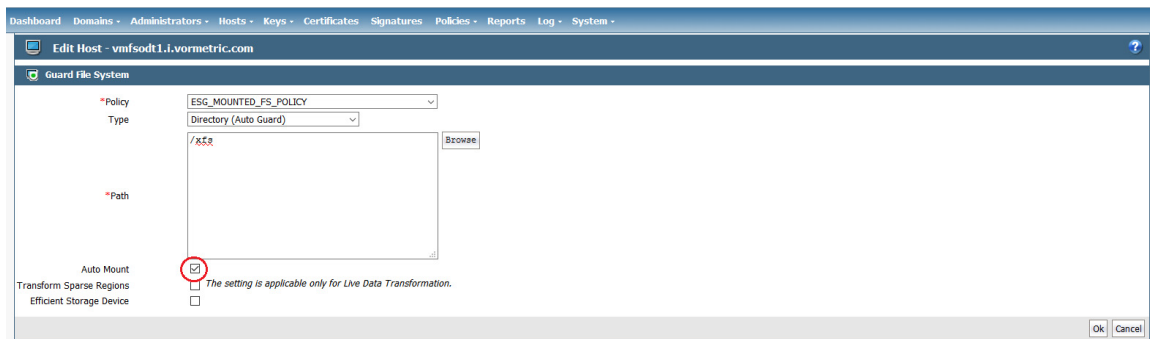 Dashboard Domains Administrators Hosts Keys Certificates Signatures Policies Reports Log System
Edit Host - vmfsodt1.i.vormetric.com
?
Guard File System
*Policy ESG_MOUNTED_FS_POLICY
Type Directory (Auto Guard)
/xfs Browse
*Path
Auto Mount
Transform Sparse Regions The setting is applicable only for Live Data Transformation.
Efficient Storage Device
Ok Cancel